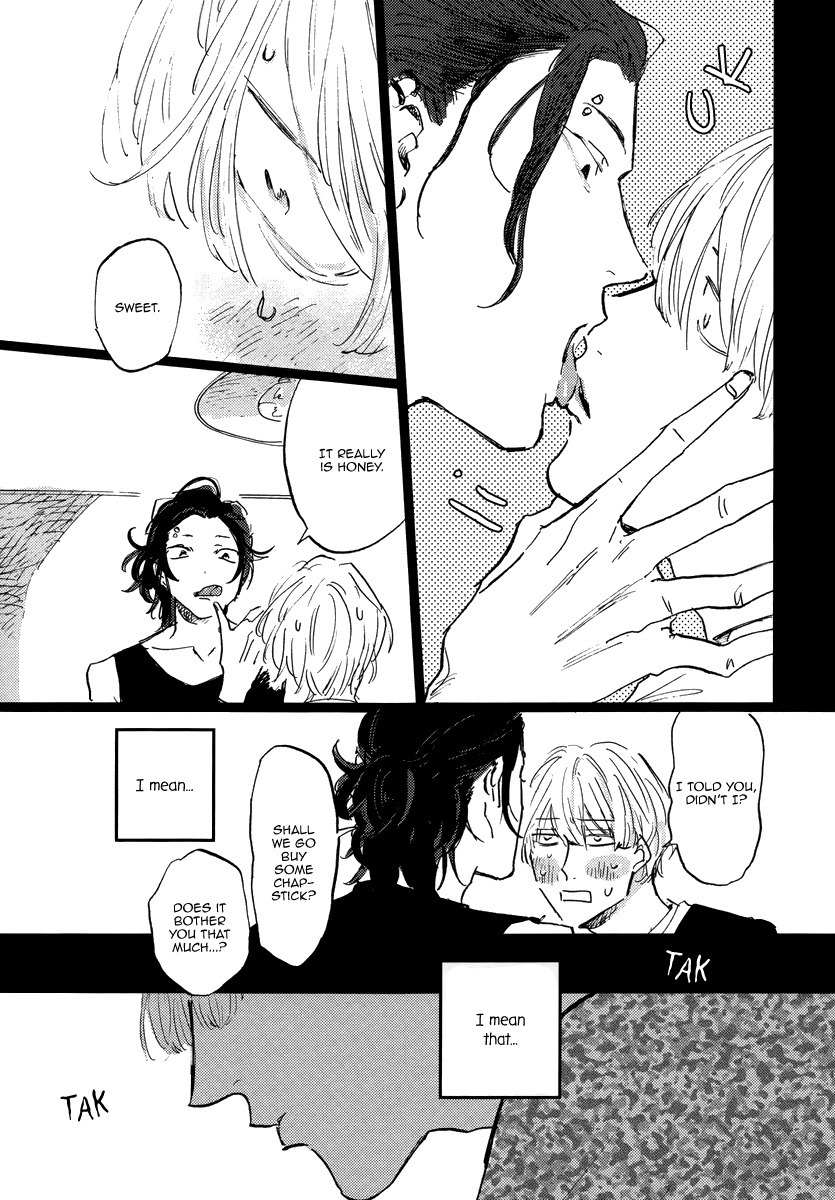 UCK
SWEET.
IT REALLY
IS HONEY.
I TOLD YOU,
DIDN'T I?
SHALL
WE GO
BUY
SOME
CHAP-
STICK?
DOES IT
BOTHER
YOU THAT
MUCH...?
I mean...
TAK
I mean
that...
TAK